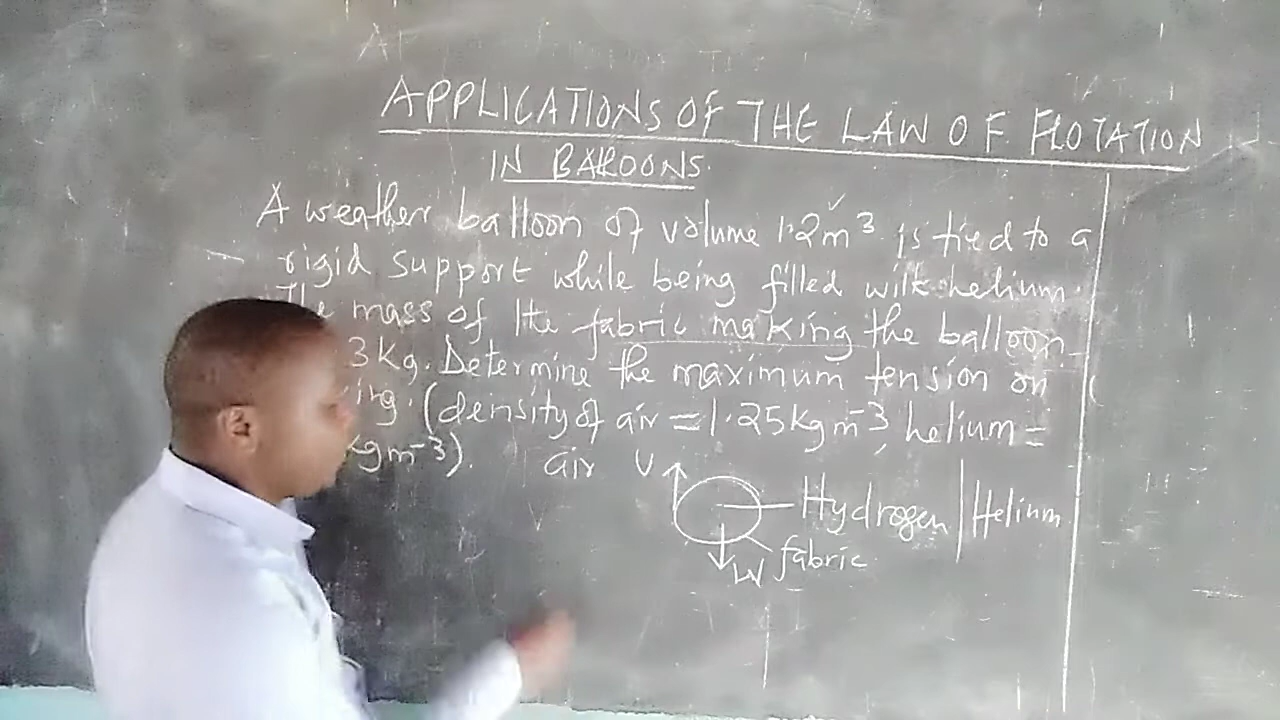 APPLICATIONS OF THE LAW OF FLOTATION
IN BALLOONS.
A weather balloon of volume 1.2m³ is tied to a
rigid support while being filled with helium.
mass of the fabric making the balloon
3Kg. Determine the maximum tension on
(density of air = 1.25kgm⁻³, helium =
kgm⁻³).
air U
Hydrogen | Helium
fabric
W